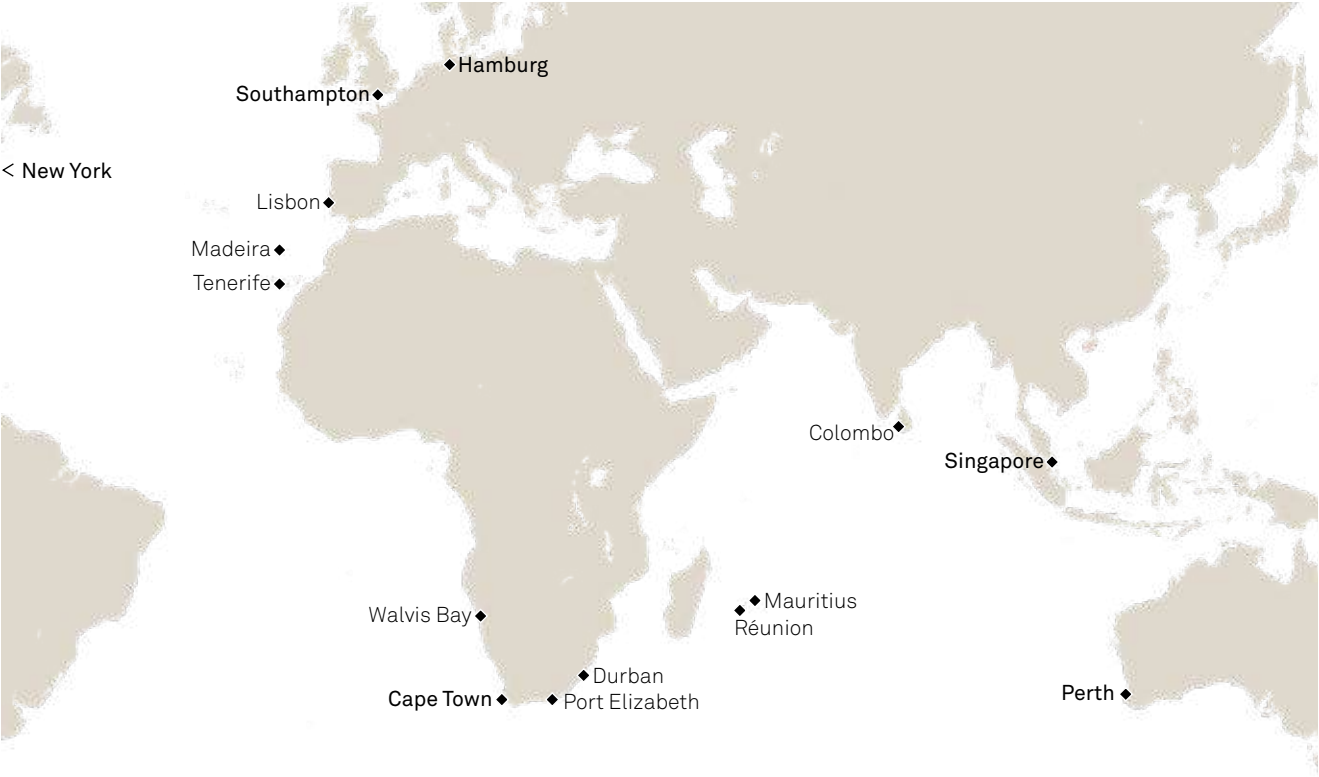 Hamburg
Southampton
< New York
Lisbon
Madeira
Tenerife
Colombo
Singapore
Mauritius
Walvis Bay
Réunion
Durban
Perth
Cape Town
Port Elizabeth